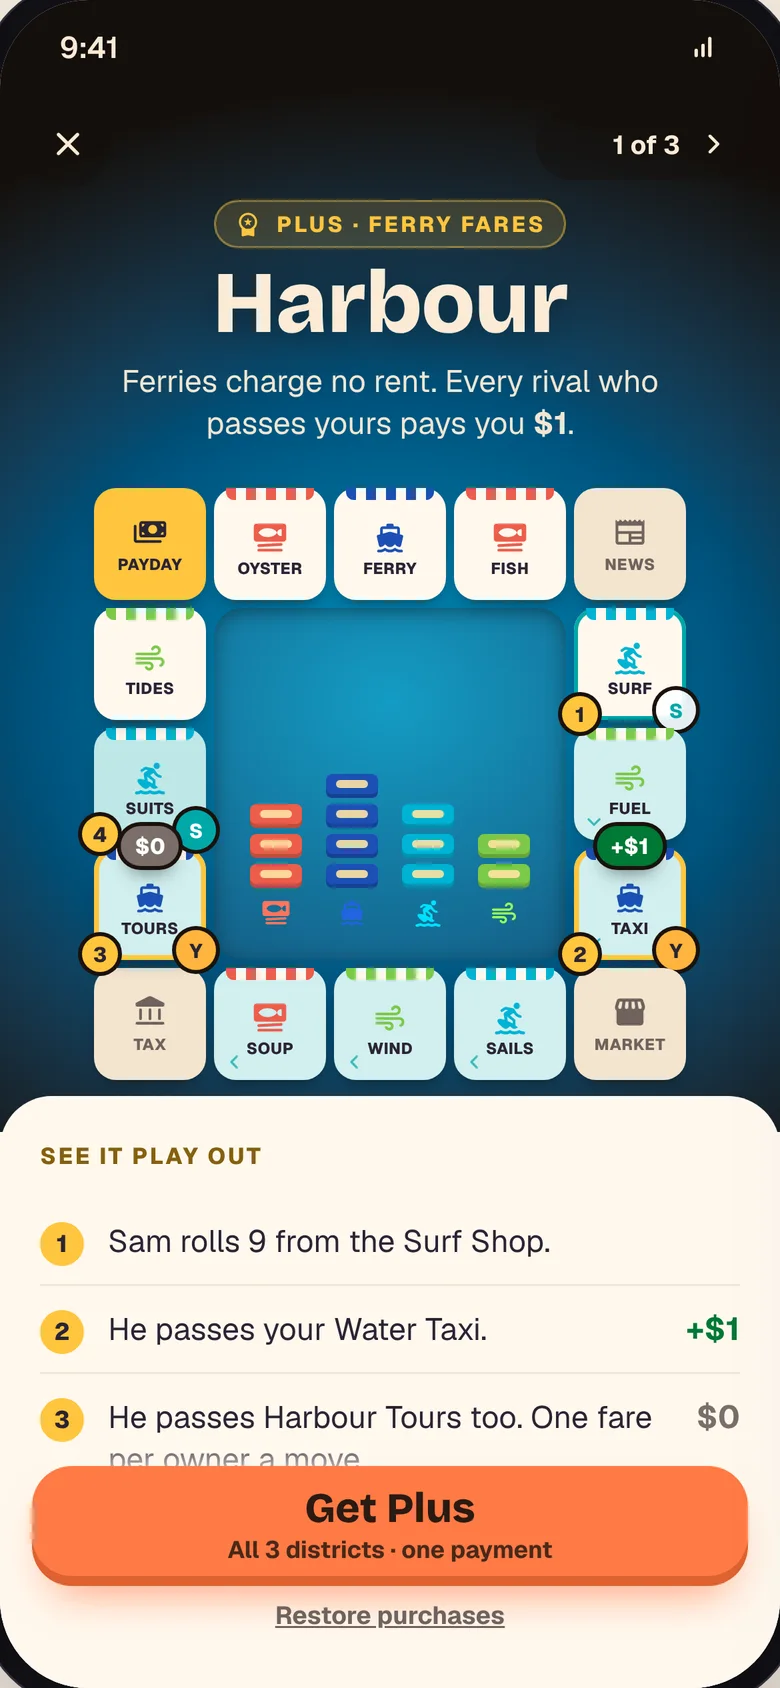 9:41
1 of 3
PLUS · FERRY FARES
Harbour
Ferries charge no rent. Every rival who
passes yours pays you $1.
PAYDAY
OYSTER
FERRY
FISH
NEWS
TIDES
SURF
1
S
SUITS
FUEL
4
$0
S
+$1
TOURS
TAXI
3
Y
2
Y
TAX
SOUP
WIND
SAILS
MARKET
SEE IT PLAY OUT
1 Sam rolls 9 from the Surf Shop.
2 He passes your Water Taxi. +$1
3 He passes Harbour Tours too. One fare $0
per owner a move
Get Plus
All 3 districts · one payment
Restore purchases